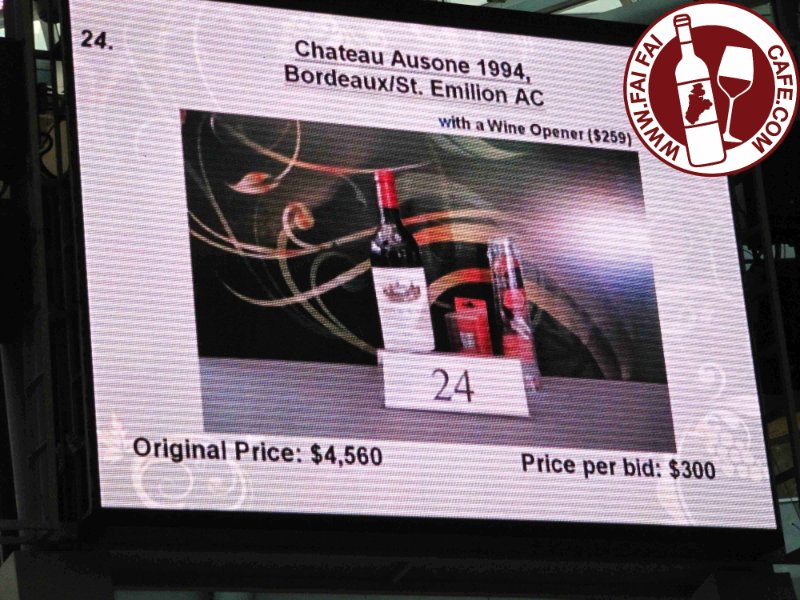 24.
Chateau Ausone 1994,
Bordeaux/St. Emilion AC
with a Wine Opener ($259)
24
Original Price: $4,560
Price per bid: $300
WWW.FAI FAI
CAFE.COM